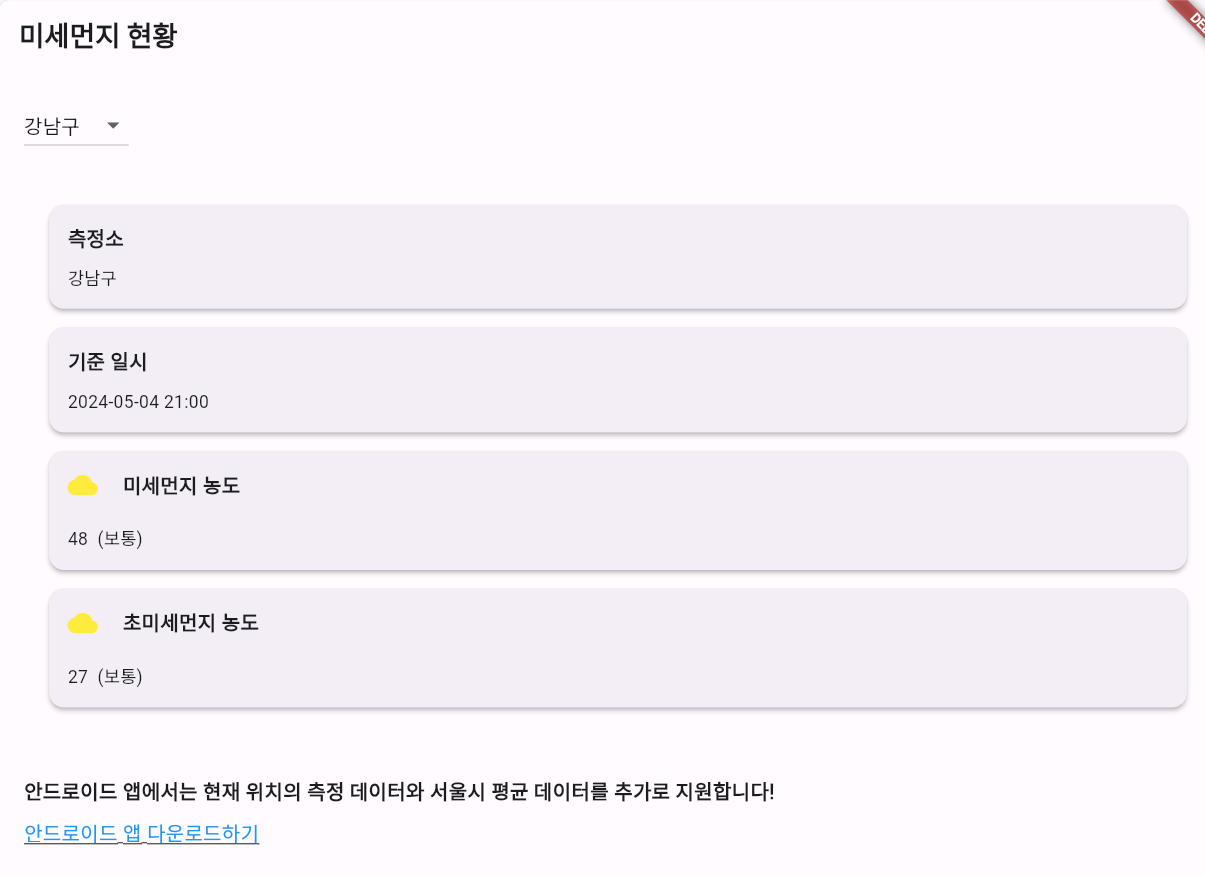 미세먼지 현황
강남구
측정소
강남구
기준 일시
2024-05-04 21:00
미세먼지 농도
48 (보통)
초미세먼지 농도
27 (보통)
안드로이드 앱에서는 현재 위치의 측정 데이터와 서울시 평균 데이터를 추가로 지원합니다!
안드로이드 앱 다운로드하기